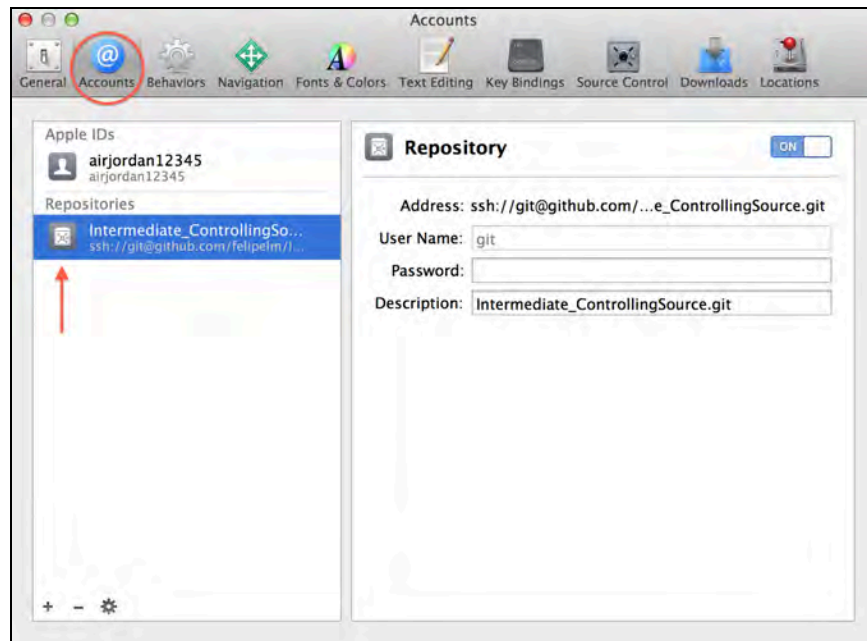 Accounts
General Accounts Behaviors Navigation Fonts & Colors Text Editing Key Bindings Source Control Downloads Locations
Apple IDs
airjordan12345
airjordan12345
Repositories
Intermediate_ControllingSo...
ssh://git@github.com/felipelm/I...
Repository
ON
Address: ssh://git@github.com/...e_ControllingSource.git
User Name: git
Password:
Description: Intermediate_ControllingSource.git